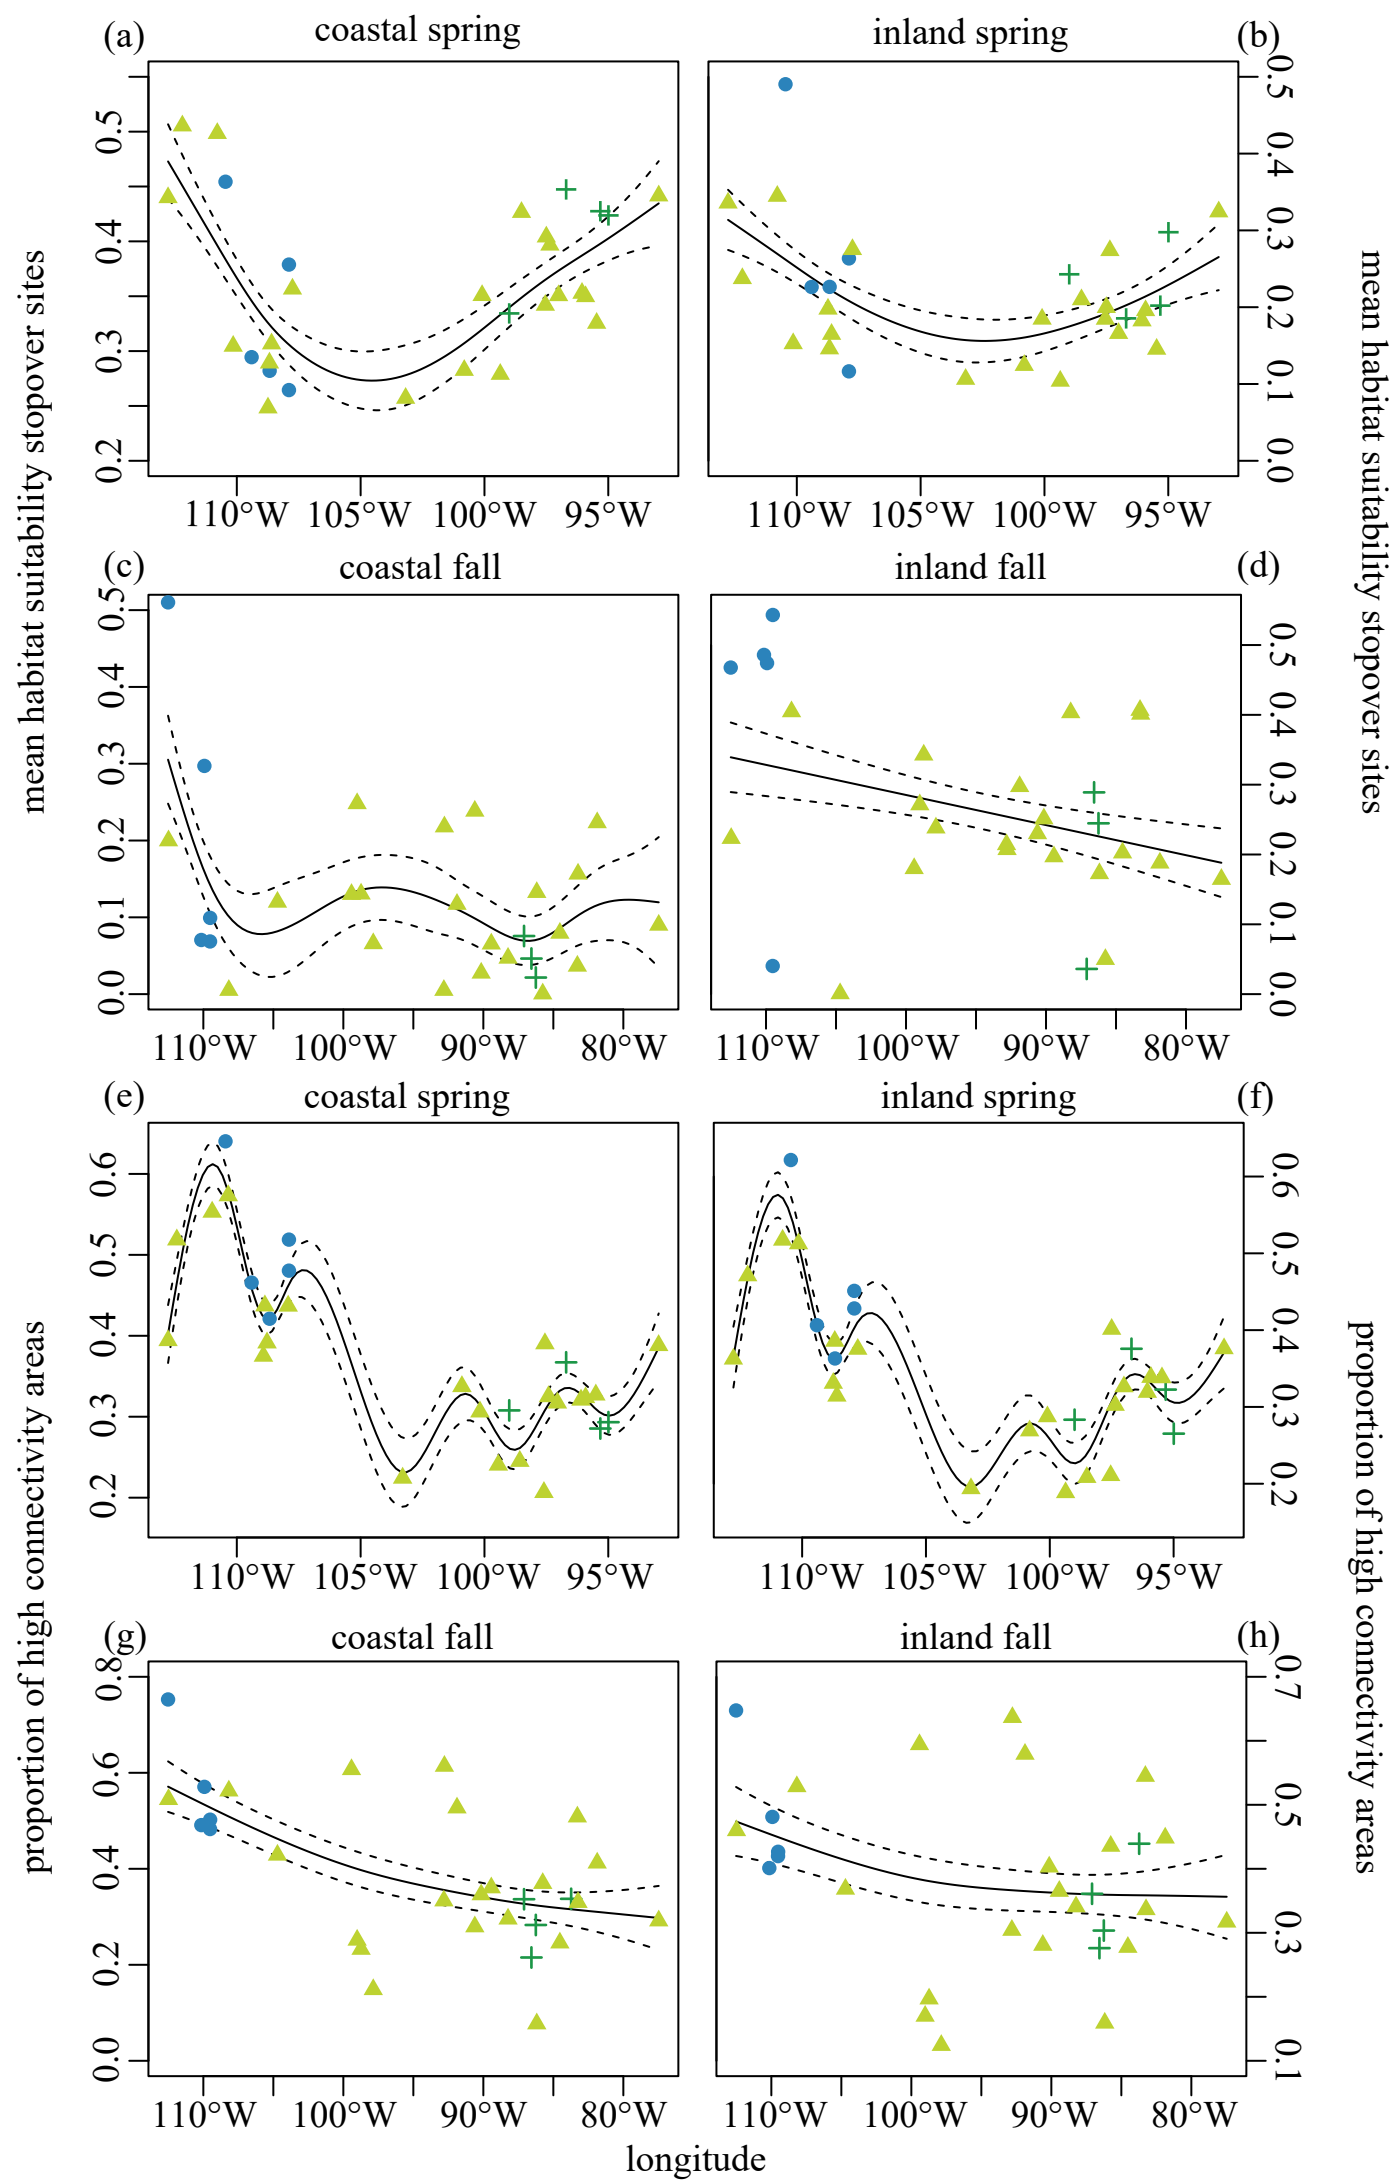 (a) coastal spring
inland spring (b)
mean habitat suitability stopover sites
0.5
0.4
0.3
0.2
110°W 105°W 100°W 95°W
0.5
0.4
0.3
0.2
0.1
0.0
110°W 105°W 100°W 95°W
mean habitat suitability stopover sites
(c) coastal fall
inland fall (d)
0.5
0.4
0.3
0.2
0.1
0.0
110°W 100°W 90°W 80°W
0.5
0.4
0.3
0.2
0.1
0.0
110°W 100°W 90°W 80°W
(e) coastal spring
inland spring (f)
proportion of high connectivity areas
0.6
0.5
0.4
0.3
0.2
110°W 105°W 100°W 95°W
0.6
0.5
0.4
0.3
0.2
110°W 105°W 100°W 95°W
proportion of high connectivity areas
(g) coastal fall
inland fall (h)
0.8
0.6
0.4
0.2
0.0
110°W 100°W 90°W 80°W
0.7
0.5
0.3
0.1
110°W 100°W 90°W 80°W
longitude